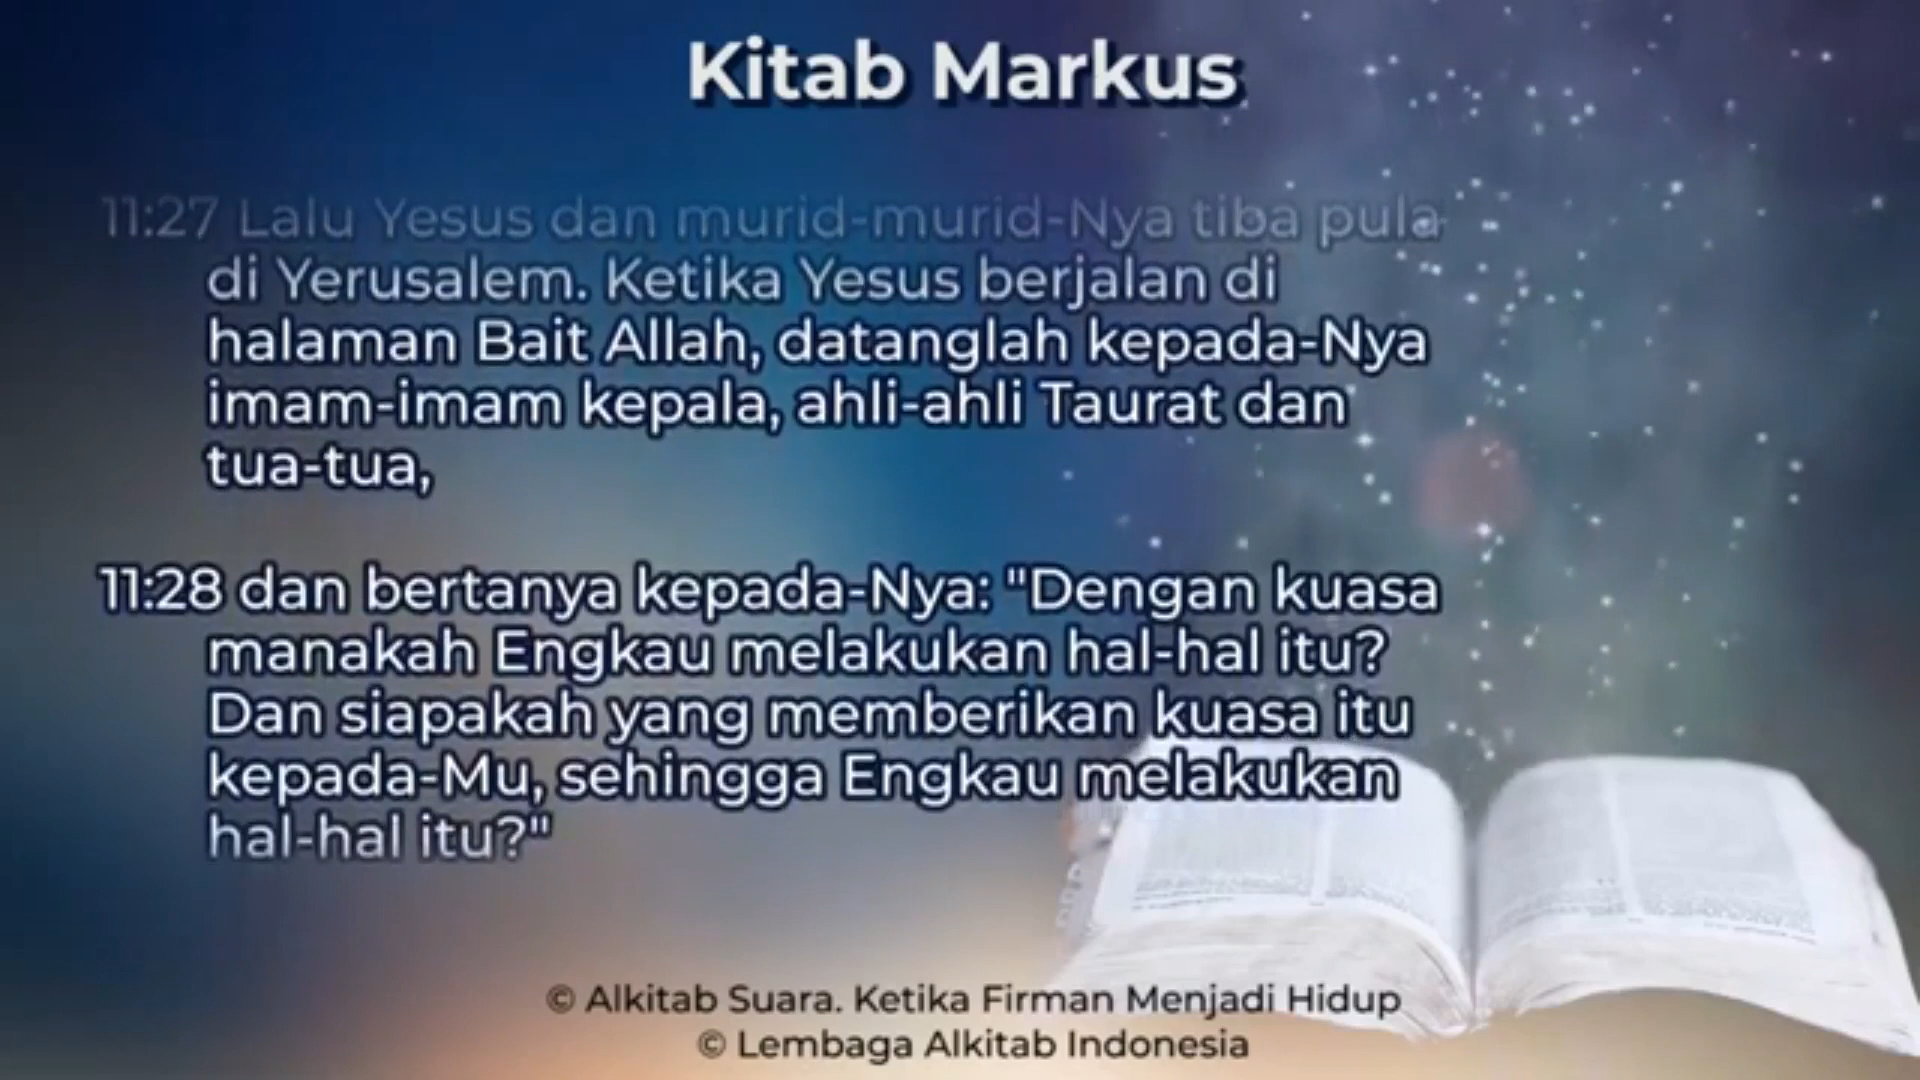 Kitab Markus
11:27 Lalu Yesus dan murid-murid-Nya tiba pula
di Yerusalem. Ketika Yesus berjalan di
halaman Bait Allah, datanglah kepada-Nya
imam-imam kepala, ahli-ahli Taurat dan
tua-tua,
11:28 dan bertanya kepada-Nya: "Dengan kuasa
manakah Engkau melakukan hal-hal itu?
Dan siapakah yang memberikan kuasa itu
kepada-Mu, sehingga Engkau melakukan
hal-hal itu?"
© Alkitab Suara. Ketika Firman Menjadi Hidup
© Lembaga Alkitab Indonesia